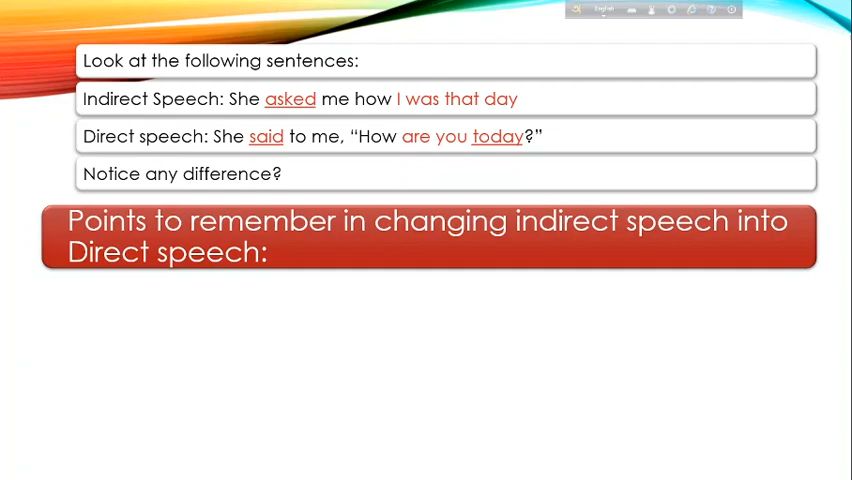 অ English
Look at the following sentences:
Indirect Speech: She asked me how I was that day
Direct speech: She said to me, “How are you today?”
Notice any difference?
Points to remember in changing indirect speech into
Direct speech: